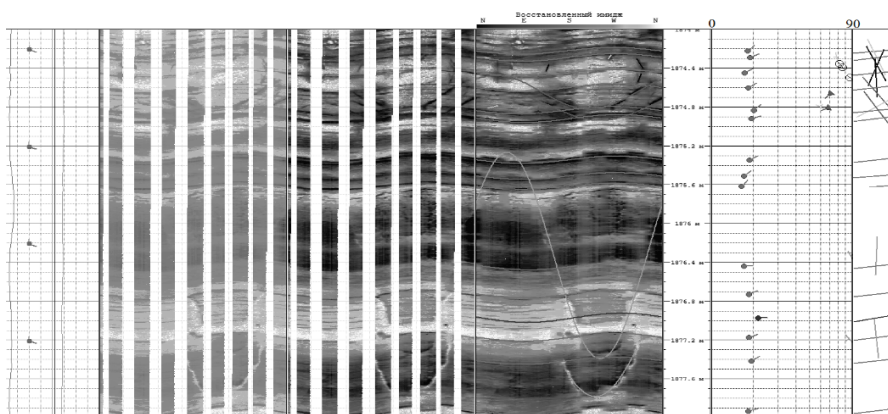 Восстановленный имидж
N E S W N
0 90
1874 м
1874.4 м
1874.8 м
1875.2 м
1875.6 м
1876 м
1876.4 м
1876.8 м
1877.2 м
1877.6 м